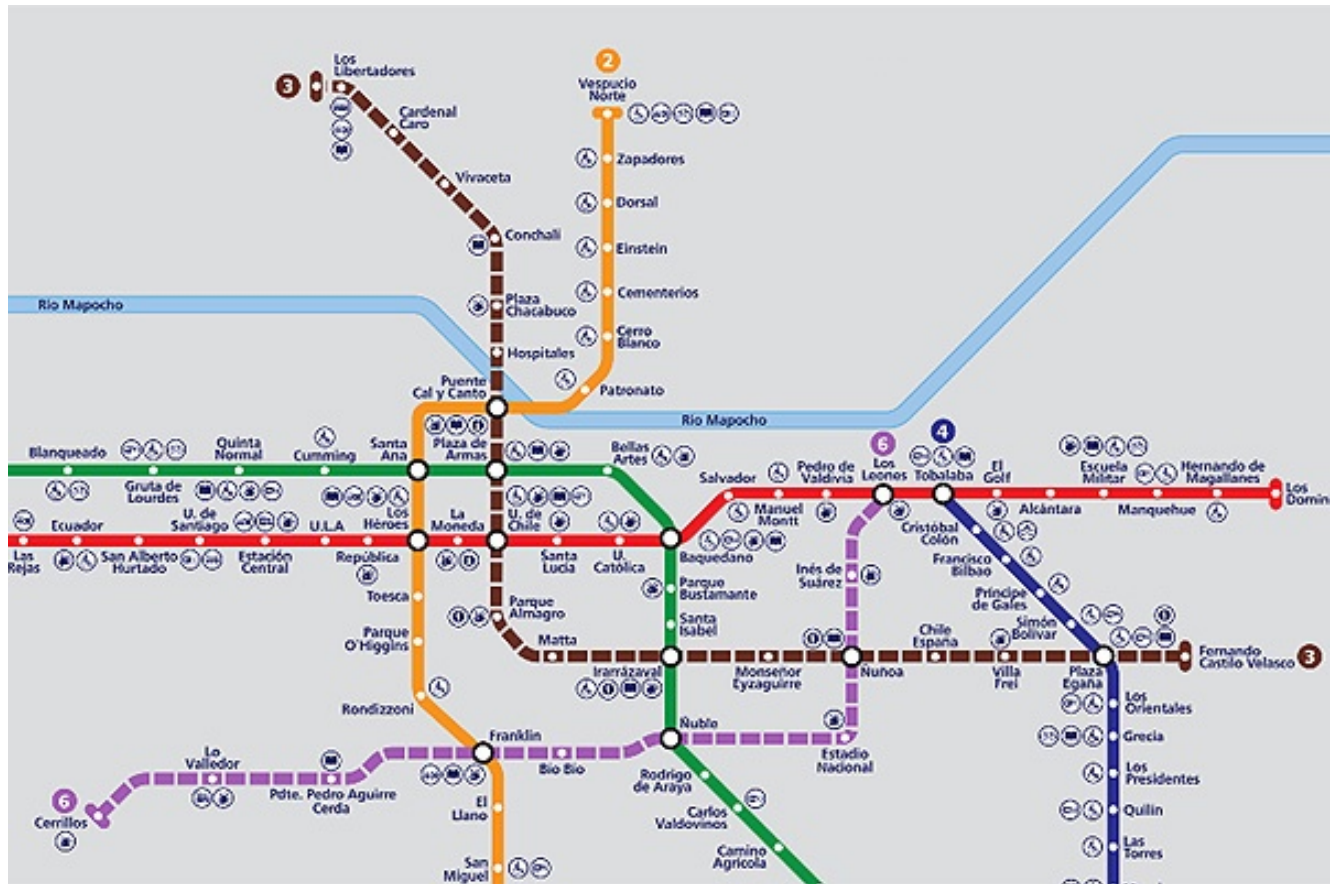 Los
Libertadores
3
Cardenal
Caro
Vivaceta
Conchalí
Plaza
Chacabuco
Hospitales
2
Vespucio
Norte
Zapadores
Dorsal
Einstein
Cementerios
Cerro
Blanco
Patronato
Río Mapocho
Río Mapocho
Puente
Cal y Canto
Blanqueado
Gruta de
Lourdes
Quinta
Normal
Cumming
Santa
Ana
Plaza de
Armas
Bellas
Artes
Las
Rejas
Ecuador
San Alberto
Hurtado
U. de
Santiago
Estación
Central
U.L.A
República
Los
Héroes
La
Moneda
U. de
Chile
Santa
Lucía
U.
Católica
Baquedano
Salvador
Manuel
Montt
Pedro de
Valdivia
6
Los
Leones
4
Tobalaba
El
Golf
Alcántara
Escuela
Militar
Manquehue
Hernando de
Magallanes
Los
Domin
Cristóbal
Colón
Francisco
Bilbao
Príncipe
de Gales
Simón
Bolívar
Plaza
Egaña
Fernando
Castilo Velasco
3
Toesca
Parque
O'Higgins
Rondizzoni
Parque
Almagro
Matta
Irarrázaval
Parque
Bustamante
Santa
Isabel
Monseñor
Eyzaguirre
Inés de
Suárez
Ñuñoa
Chile
España
Villa
Frei
Los
Orientales
Grecia
Los
Presidentes
Quilín
Las
Torres
Franklin
Bío Bío
Ñuble
Estadio
Nacional
Lo
Valledor
Pdte. Pedro Aguirre
Cerda
6
Cerrillos
El
Llano
San
Miguel
Rodrigo
de Araya
Carlos
Valdovinos
Camino
Agrícola